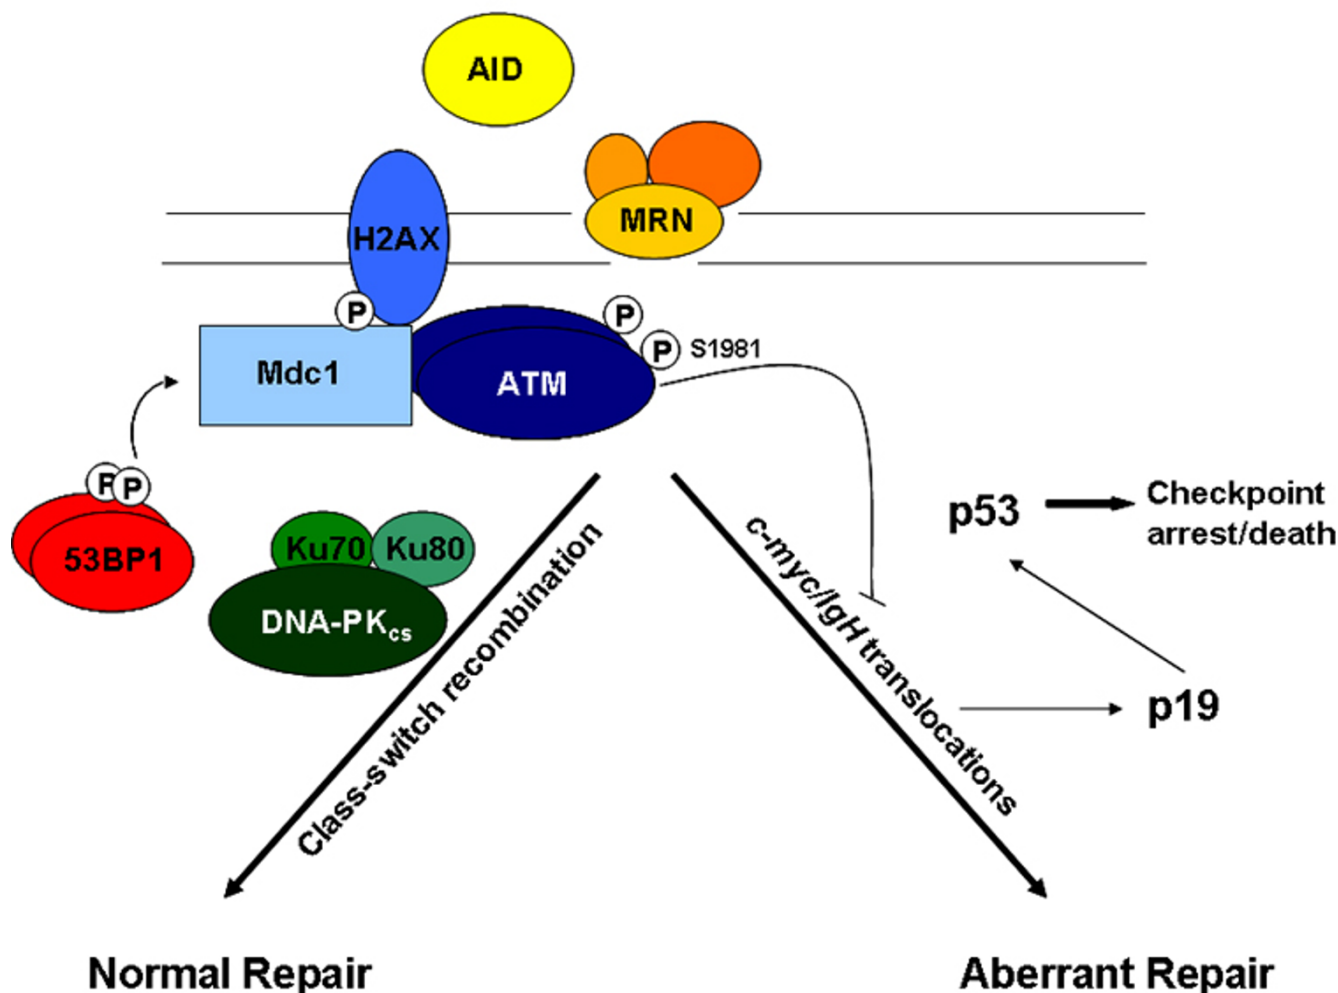 AID
MRN
H2AX
P
P
P
S1981
Mdc1
ATM
P
P
53BP1
Ku70
Ku80
DNA-PKcs
Class-switch recombination
c-myc/IgH translocations
p53
Checkpoint
arrest/death
p19
Normal Repair
Aberrant Repair